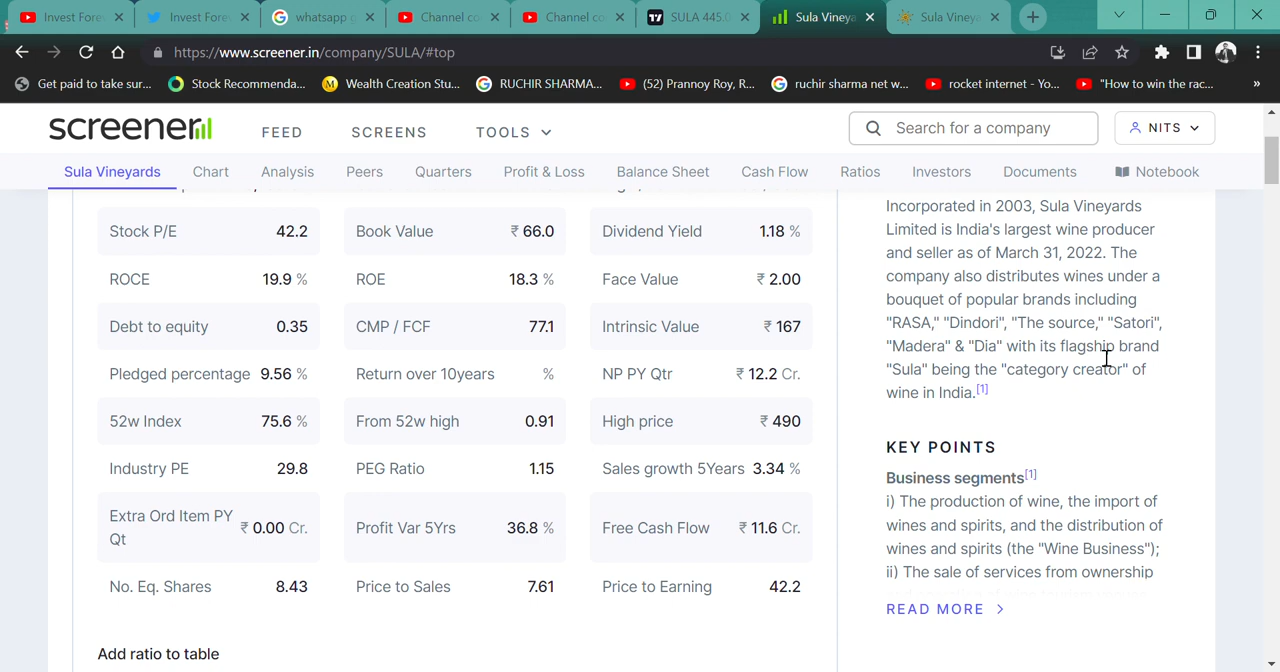 Invest Fore
Invest Fore
whatsapp g
Channel co
Channel co
SULA 445.0
Sula Vineya
Sula Vineya
https://www.screener.in/company/SULA/#top
Get paid to take sur...
Stock Recommenda...
Wealth Creation Stu...
RUCHIR SHARMA...
(52) Prannoy Roy, R...
ruchir sharma net w...
rocket internet - Yo...
"How to win the rac...
»
screener
FEED
SCREENS
TOOLS
Search for a company
NITS
Sula Vineyards
Chart
Analysis
Peers
Quarters
Profit & Loss
Balance Sheet
Cash Flow
Ratios
Investors
Documents
Notebook
Stock P/E 42.2
Book Value ₹ 66.0
Dividend Yield 1.18 %
ROCE 19.9 %
ROE 18.3 %
Face Value ₹ 2.00
Debt to equity 0.35
CMP / FCF 77.1
Intrinsic Value ₹ 167
Pledged percentage 9.56 %
Return over 10years %
NP PY Qtr ₹ 12.2 Cr.
52w Index 75.6 %
From 52w high 0.91
High price ₹ 490
Industry PE 29.8
PEG Ratio 1.15
Sales growth 5Years 3.34 %
Extra Ord Item PY
Qt
₹ 0.00 Cr.
Profit Var 5Yrs 36.8 %
Free Cash Flow ₹ 11.6 Cr.
No. Eq. Shares 8.43
Price to Sales 7.61
Price to Earning 42.2
Add ratio to table
Incorporated in 2003, Sula Vineyards
Limited is India's largest wine producer
and seller as of March 31, 2022. The
company also distributes wines under a
bouquet of popular brands including
"RASA," "Dindori", "The source," "Satori",
"Madera" & "Dia" with its flagship brand
"Sula" being the "category creator" of
wine in India.[1]
KEY POINTS
Business segments[1]
i) The production of wine, the import of
wines and spirits, and the distribution of
wines and spirits (the "Wine Business");
ii) The sale of services from ownership
READ MORE >